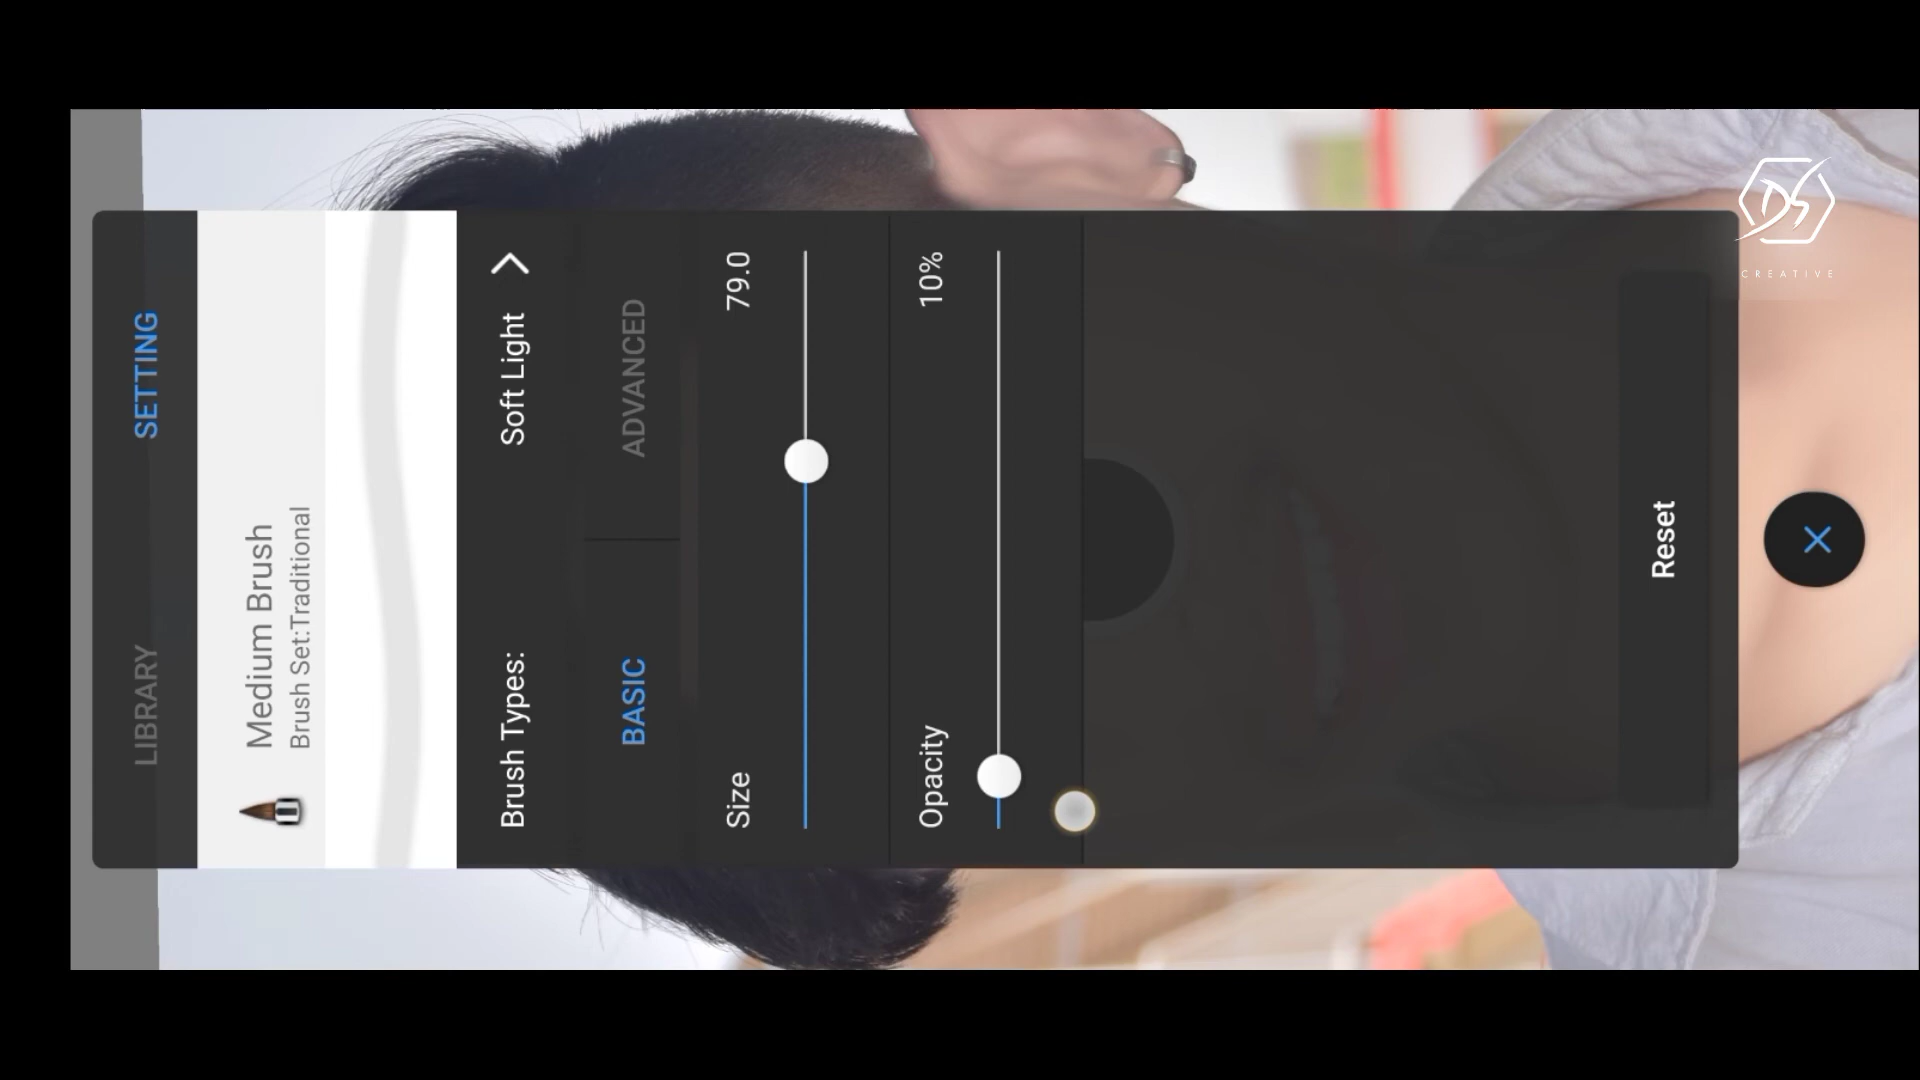 LIBRARY SETTING
Medium Brush
Brush Set:Traditional
Brush Types: Soft Light
BASIC ADVANCED
Size 79.0
Opacity 10%
Reset
DS
CREATIVE